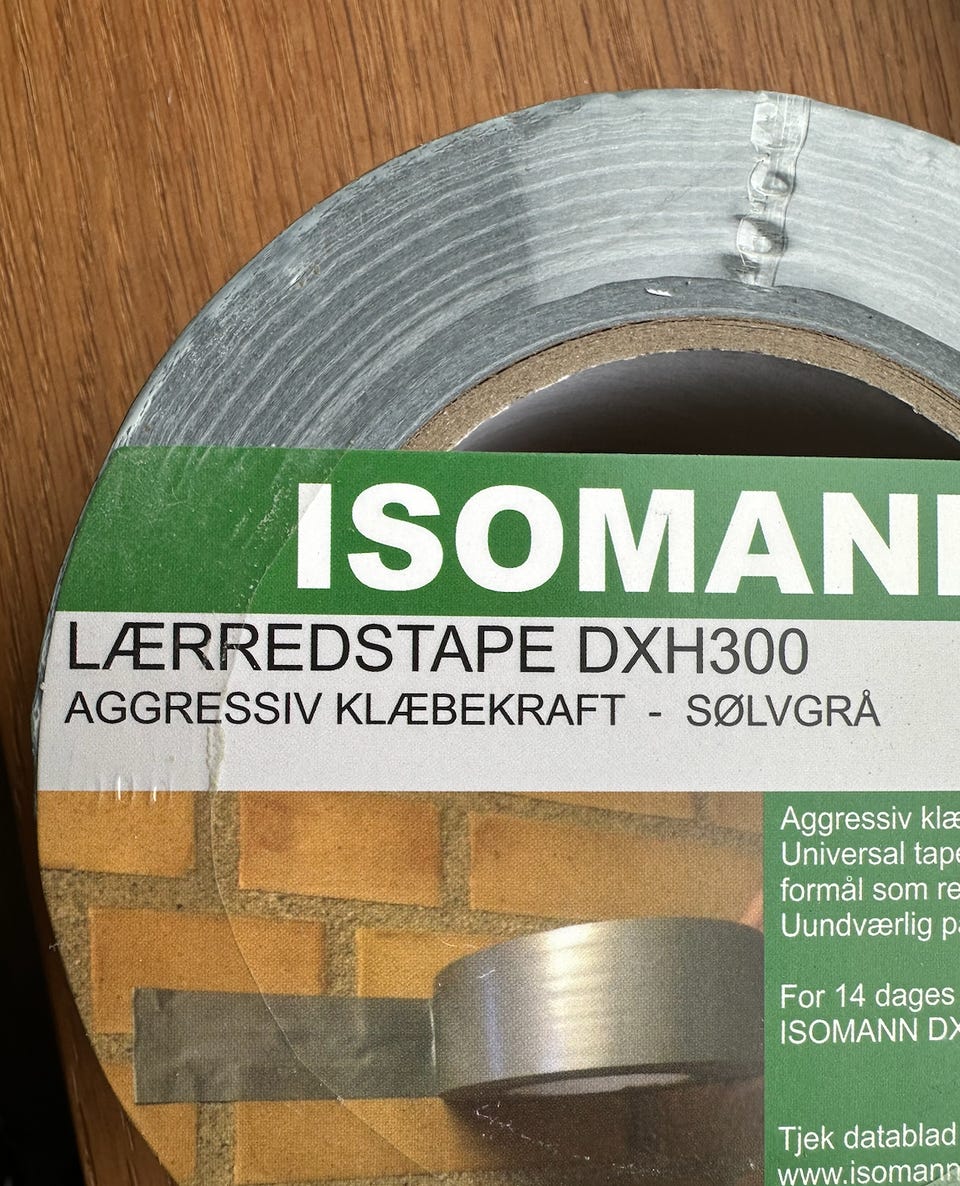 ISOMANN
LÆRREDSTAPE DXH300
AGGRESSIV KLÆBEKRAFT - SØLVGRÅ
Aggressiv klæ
Universal tape
formål som re
Uundværlig på
For 14 dages
ISOMANN DX
Tjek datablad
www.isomann